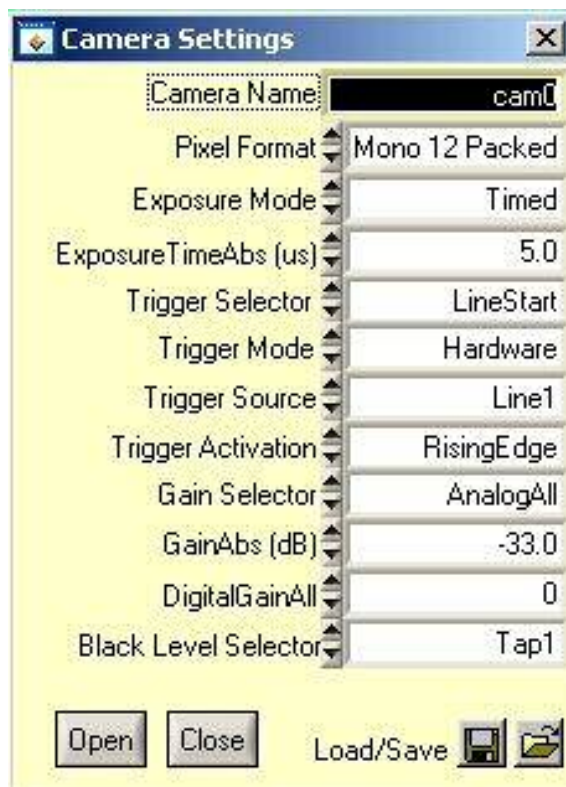 Camera Settings
Camera Name cam0
Pixel Format Mono 12 Packed
Exposure Mode Timed
ExposureTimeAbs (us) 5.0
Trigger Selector LineStart
Trigger Mode Hardware
Trigger Source Line1
Trigger Activation RisingEdge
Gain Selector AnalogAll
GainAbs (dB) -33.0
DigitalGainAll 0
Black Level Selector Tap1
Open Close Load/Save